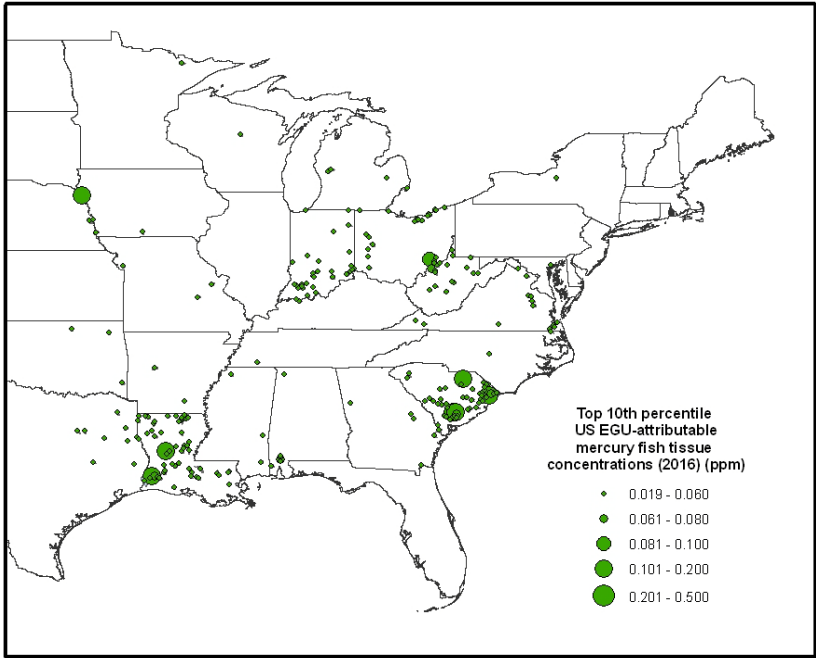 Top 10th percentile
US EGU-attributable
mercury fish tissue
concentrations (2016) (ppm)
0.019 - 0.060
0.061 - 0.080
0.081 - 0.100
0.101 - 0.200
0.201 - 0.500